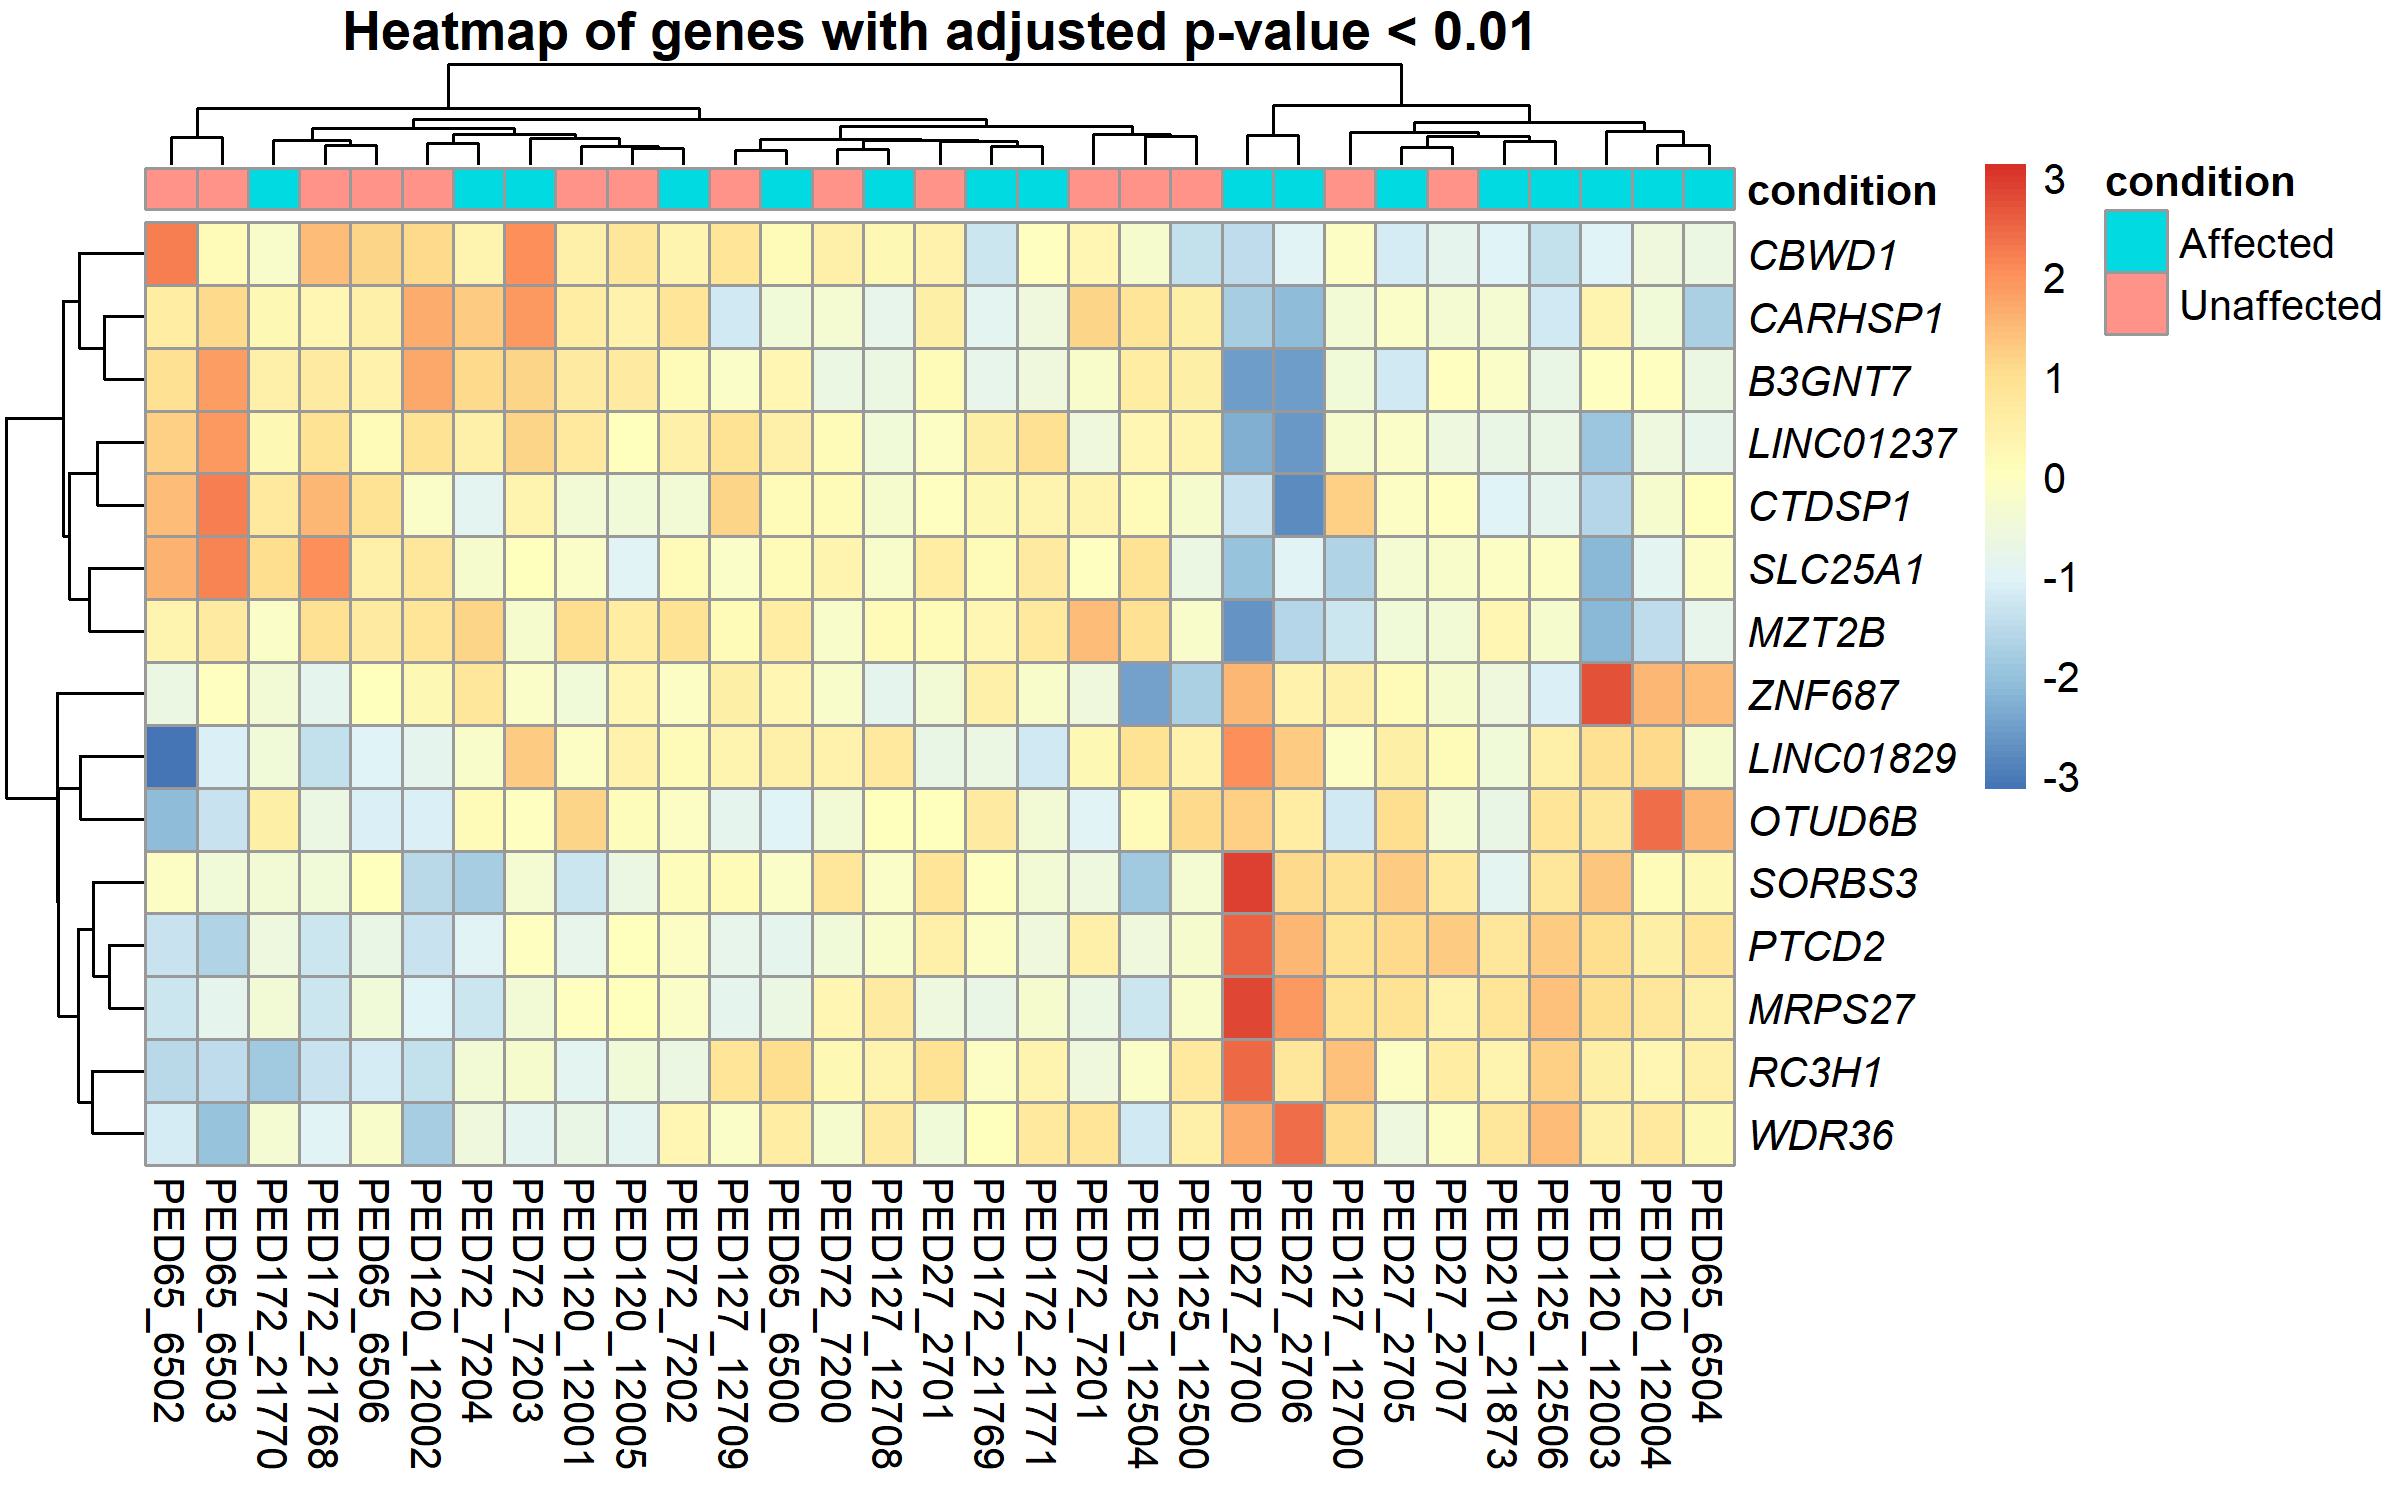 Heatmap of genes with adjusted p-value < 0.01
condition
CBWD1
CARHSP1
B3GNT7
LINC01237
CTDSP1
SLC25A1
MZT2B
ZNF687
LINC01829
OTUD6B
SORBS3
PTCD2
MRPS27
RC3H1
WDR36
3
2
1
0
-1
-2
-3
condition
Affected
Unaffected
PED65_6502
PED65_6503
PED172_21770
PED172_21768
PED65_6506
PED120_12002
PED72_7204
PED72_7203
PED120_12001
PED120_12005
PED72_7202
PED127_12709
PED65_6500
PED72_7200
PED127_12708
PED27_2701
PED172_21769
PED172_21771
PED72_7201
PED125_12504
PED125_12500
PED27_2700
PED27_2706
PED127_12700
PED27_2705
PED27_2707
PED210_21873
PED125_12506
PED120_12003
PED120_12004
PED65_6504